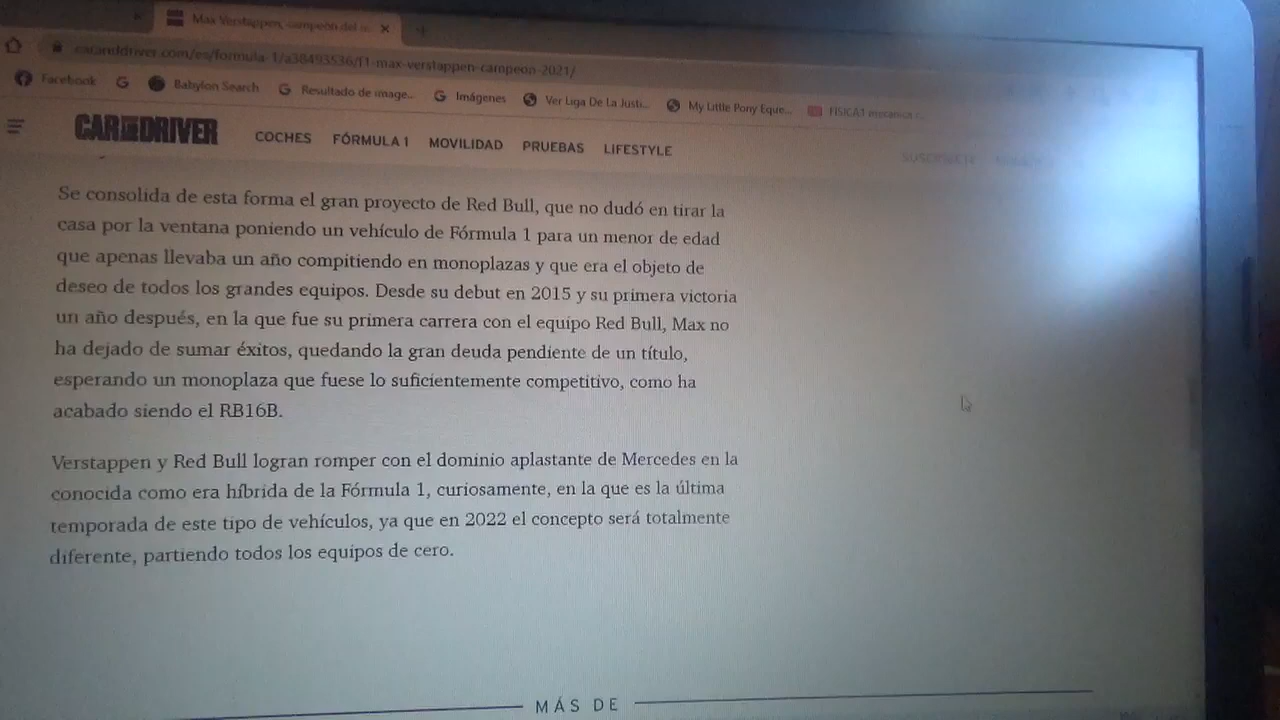 Max Verstappen, campeón del m...
caranddriver.com/es/formula-1/a38493536/f1-max-verstappen-campeon-2021/
Facebook Babylon Search Resultado de image... Imágenes Ver Liga De La Justi... My Little Pony Eque... FISICA1 mecanica
CAR AND DRIVER COCHES FÓRMULA 1 MOVILIDAD PRUEBAS LIFESTYLE
Se consolida de esta forma el gran proyecto de Red Bull, que no dudó en tirar la
casa por la ventana poniendo un vehículo de Fórmula 1 para un menor de edad
que apenas llevaba un año compitiendo en monoplazas y que era el objeto de
deseo de todos los grandes equipos. Desde su debut en 2015 y su primera victoria
un año después, en la que fue su primera carrera con el equipo Red Bull, Max no
ha dejado de sumar éxitos, quedando la gran deuda pendiente de un título,
esperando un monoplaza que fuese lo suficientemente competitivo, como ha
acabado siendo el RB16B.
Verstappen y Red Bull logran romper con el dominio aplastante de Mercedes en la
conocida como era híbrida de la Fórmula 1, curiosamente, en la que es la última
temporada de este tipo de vehículos, ya que en 2022 el concepto será totalmente
diferente, partiendo todos los equipos de cero.
MÁS DE